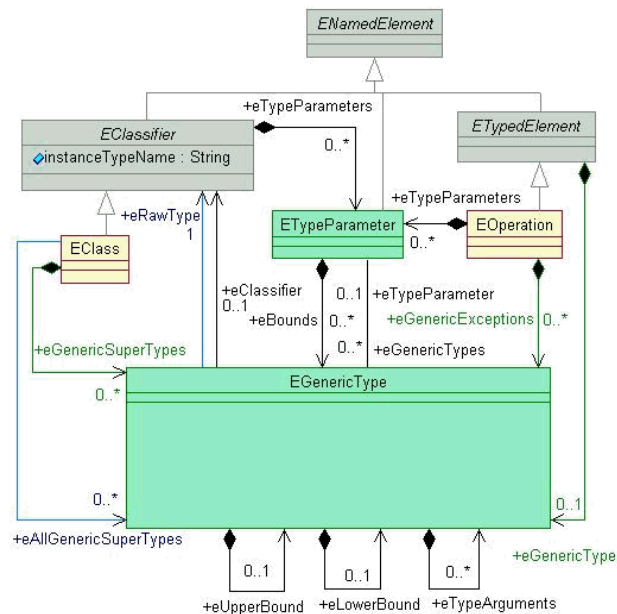 ENamedElement
+eTypeParameters
EClassifier
ETypedElement
instanceTypeName : String
0..*
+eRawType
1
ETypeParameter
+eTypeParameters
0..*
EOperation
EClass
+eClassifier
0..1
+eBounds
0..*
0..1
+eTypeParameter
+eGenericExceptions
0..*
+eGenericSuperTypes
0..*
0..*
+eGenericTypes
EGenericType
0..*
+eAllGenericSuperTypes
0..1
+eGenericType
0..1
+eUpperBound
0..1
+eLowerBound
0..*
+eTypeArguments